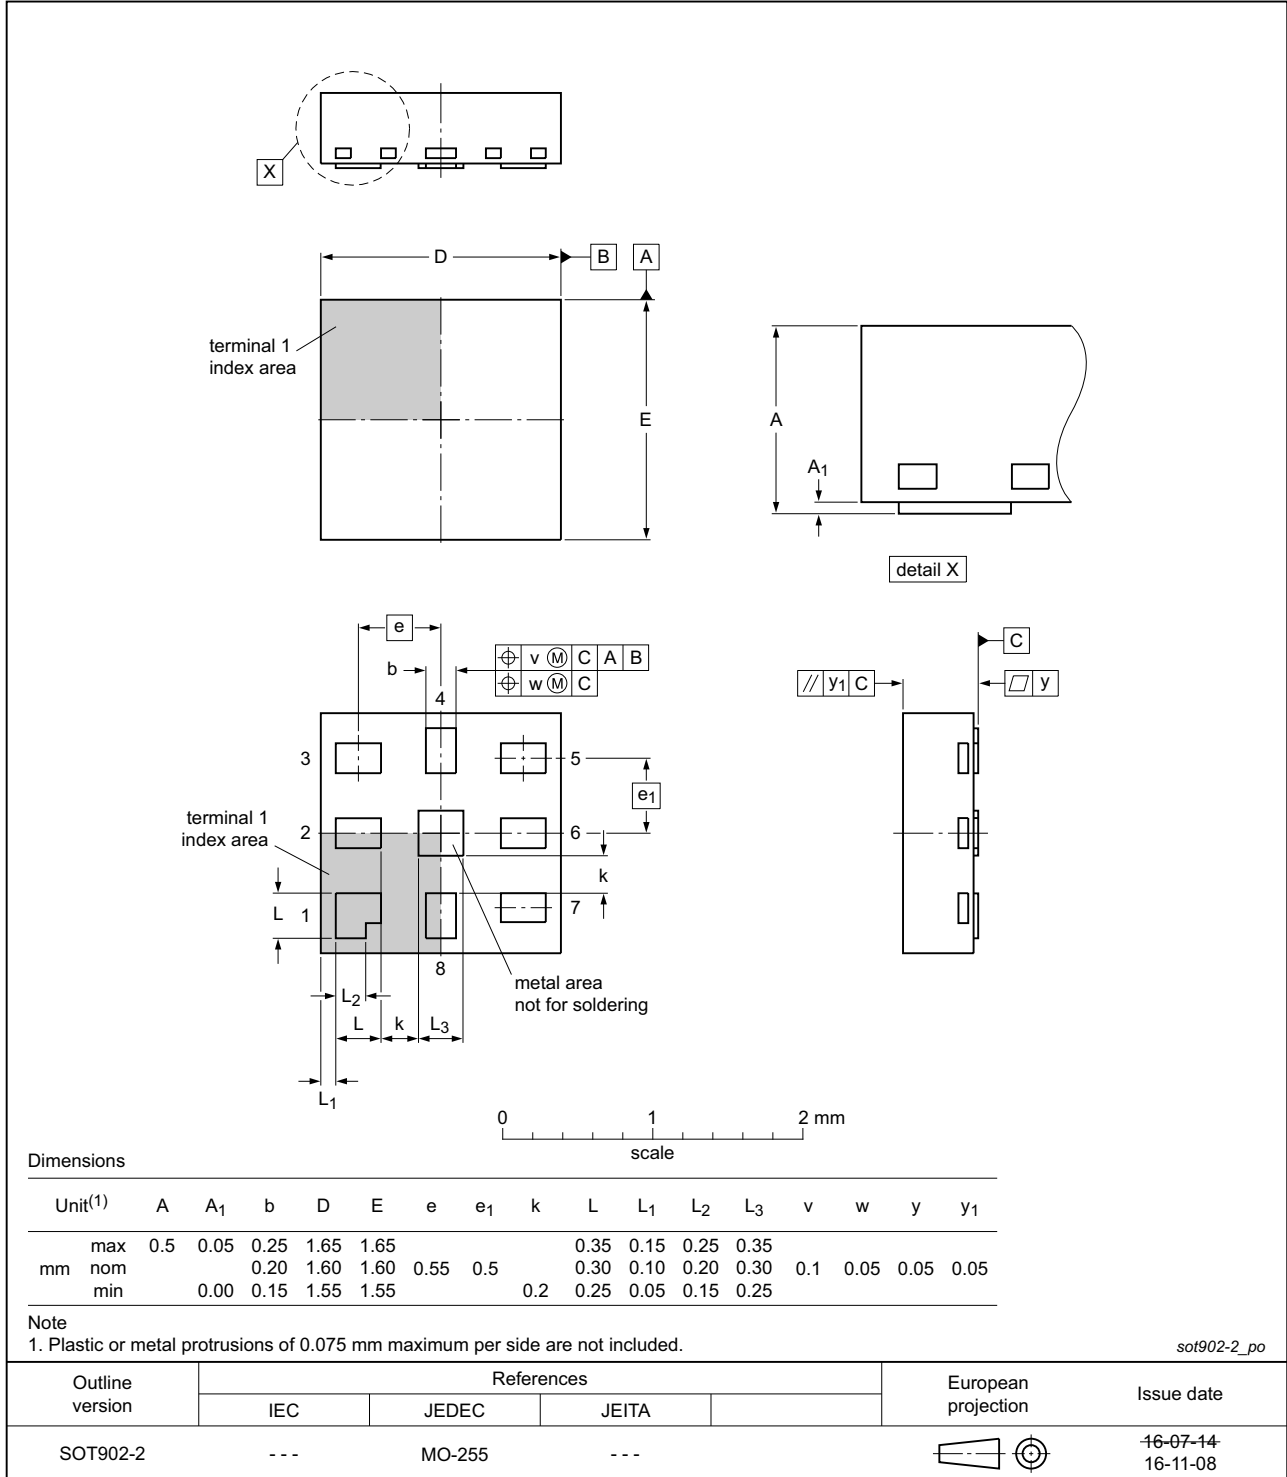 X
D
B
A
terminal 1
index area
E
A
A1
detail X
e
b
v M C A B
w M C
4
3
5
e1
terminal 1
index area
2
6
k
L
1
7
8
L2
metal area
not for soldering
L
k
L3
L1
C
// y1 C
y
0 1 2 mm
scale
Dimensions
Unit(1) A A1 b D E e e1 k L L1 L2 L3 v w y y1
max 0.5 0.05 0.25 1.65 1.65 0.35 0.15 0.25 0.35
mm nom 0.20 1.60 1.60 0.55 0.5 0.30 0.10 0.20 0.30 0.1 0.05 0.05 0.05
min 0.00 0.15 1.55 1.55 0.2 0.25 0.05 0.15 0.25
Note
1. Plastic or metal protrusions of 0.075 mm maximum per side are not included.
sot902-2_po
Outline
version
References
European
projection
Issue date
IEC JEDEC JEITA
SOT902-2 - - - MO-255 - - -
16-07-14
16-11-08